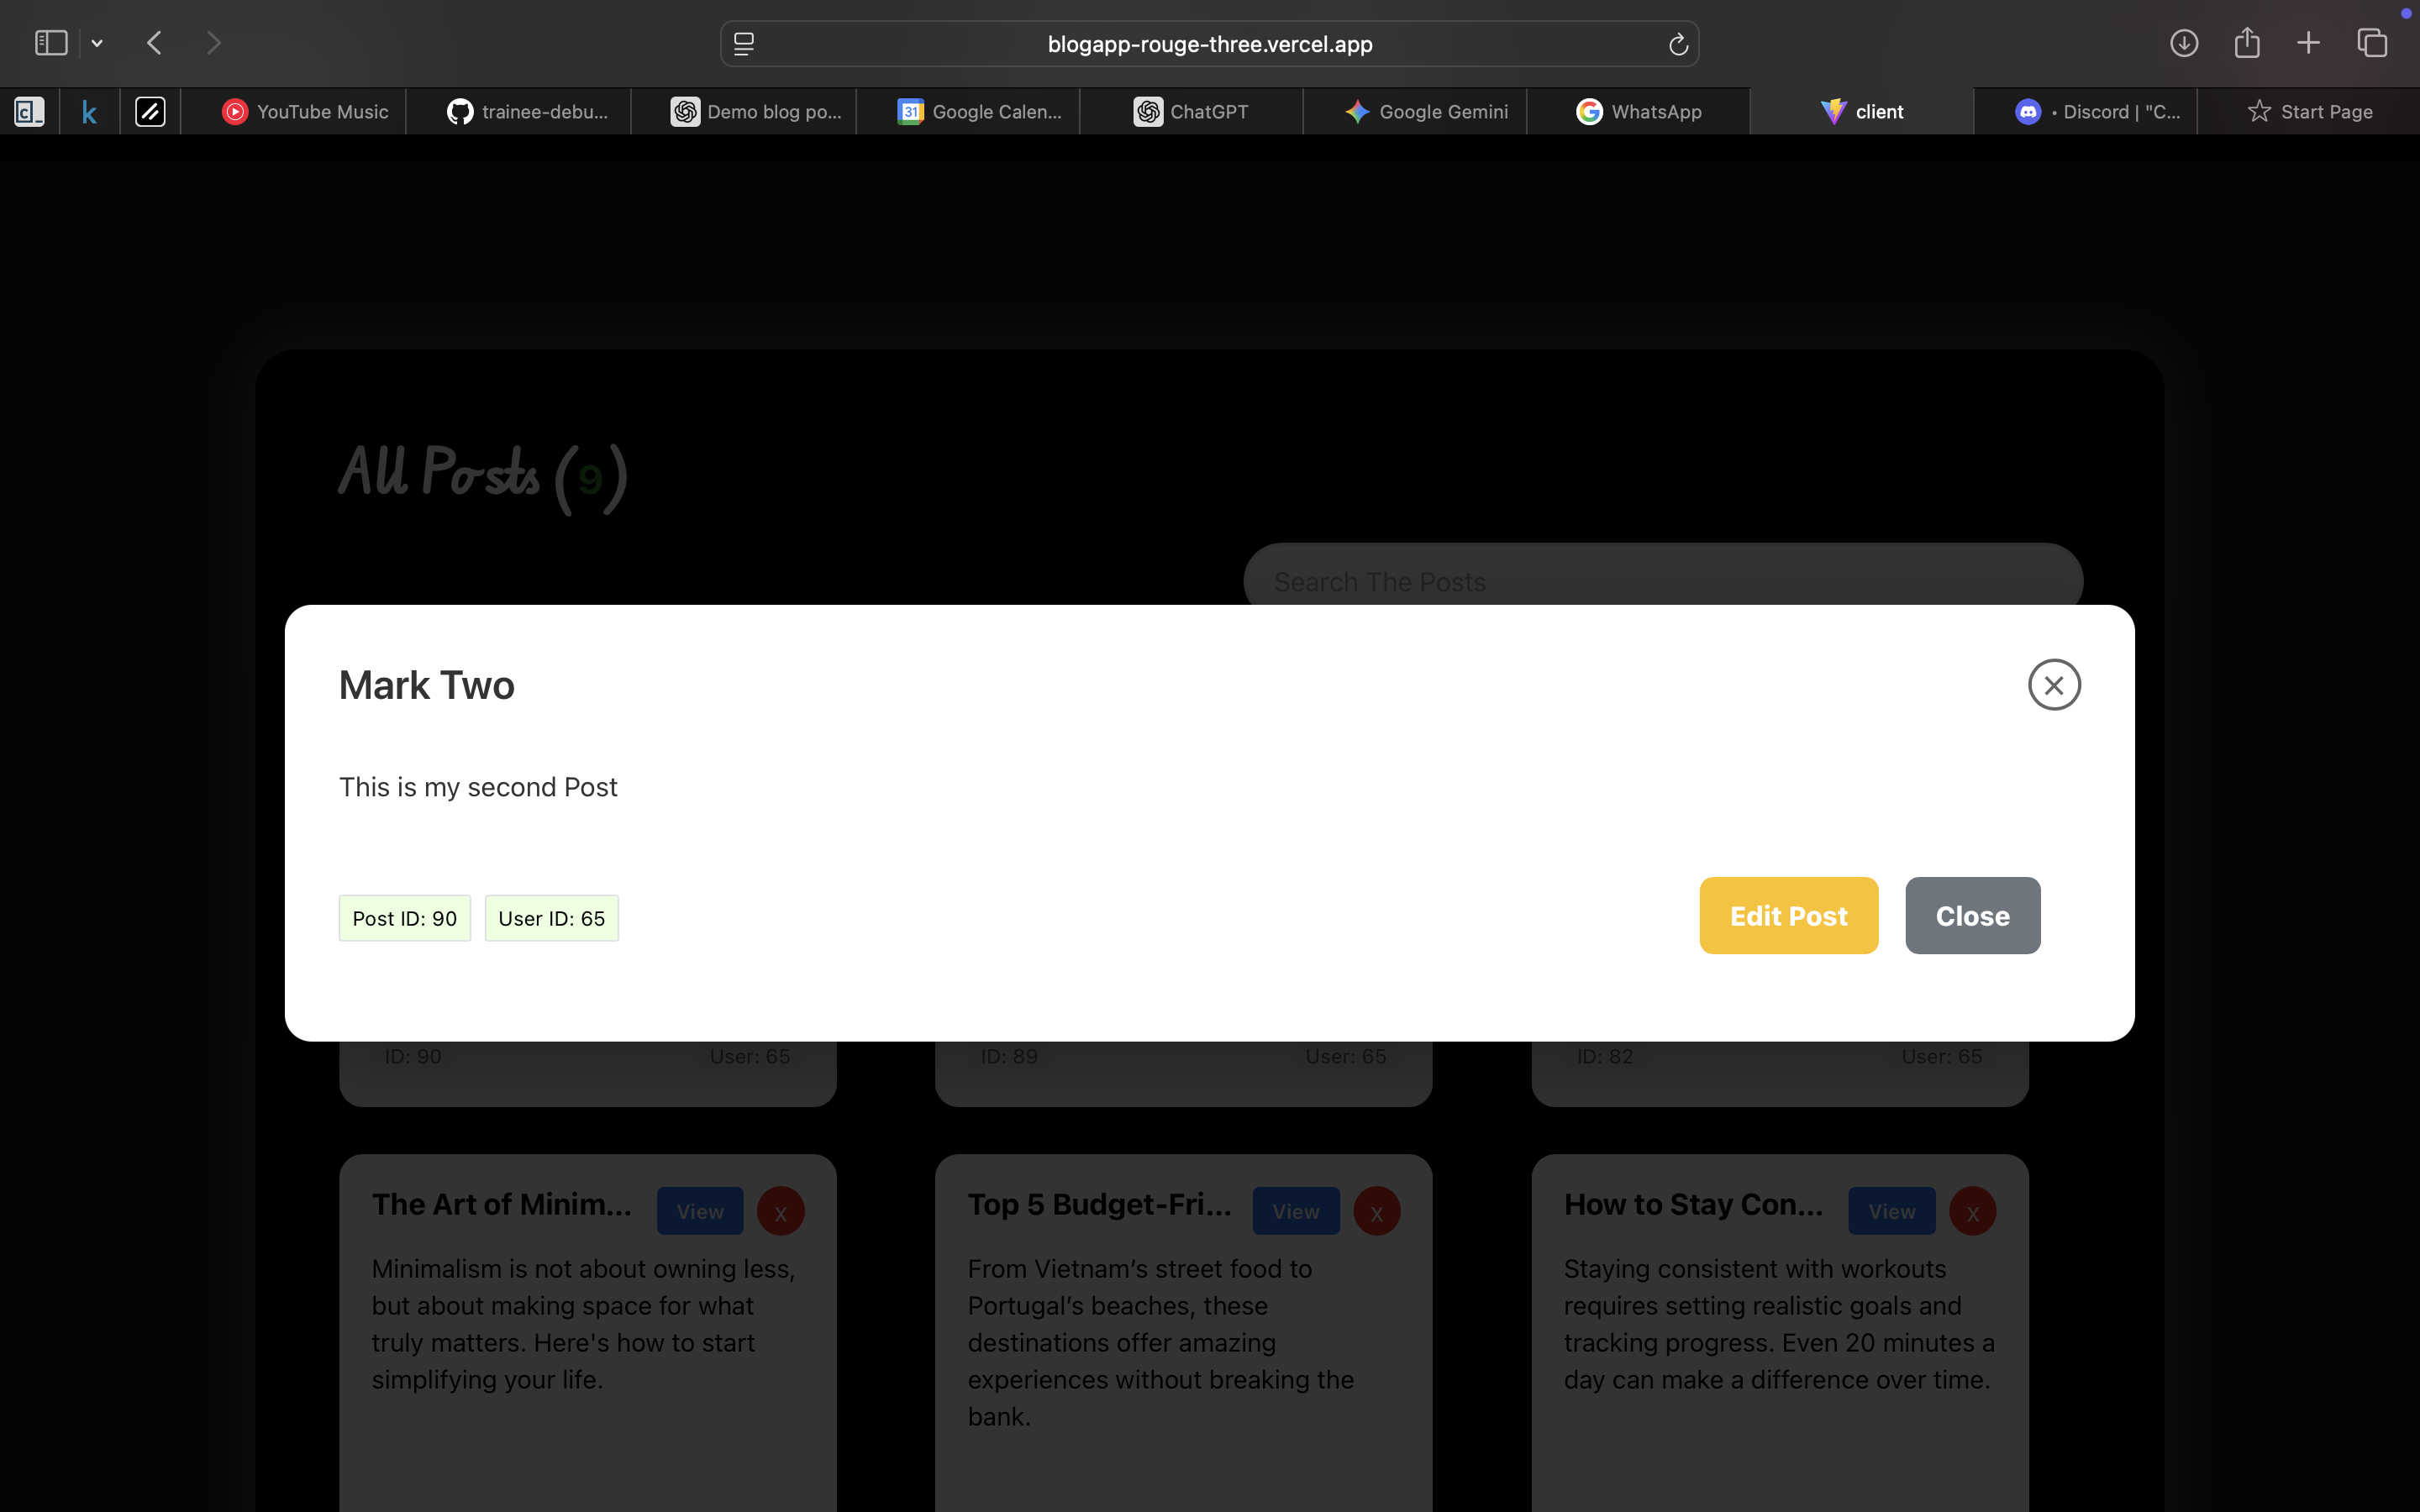 blogapp-rouge-three.vercel.app
YouTube Music
trainee-debu...
Demo blog po...
31
Google Calen...
ChatGPT
Google Gemini
WhatsApp
client
• Discord | "C...
Start Page
All Posts (9)
Search The Posts
Mark Two
This is my second Post
Post ID: 90 User ID: 65
Edit Post Close
ID: 90 User: 65
ID: 89 User: 65
ID: 82 User: 65
The Art of Minim... View x
Minimalism is not about owning less,
but about making space for what
truly matters. Here's how to start
simplifying your life.
Top 5 Budget-Fri... View x
From Vietnam’s street food to
Portugal’s beaches, these
destinations offer amazing
experiences without breaking the
bank.
How to Stay Con... View x
Staying consistent with workouts
requires setting realistic goals and
tracking progress. Even 20 minutes a
day can make a difference over time.